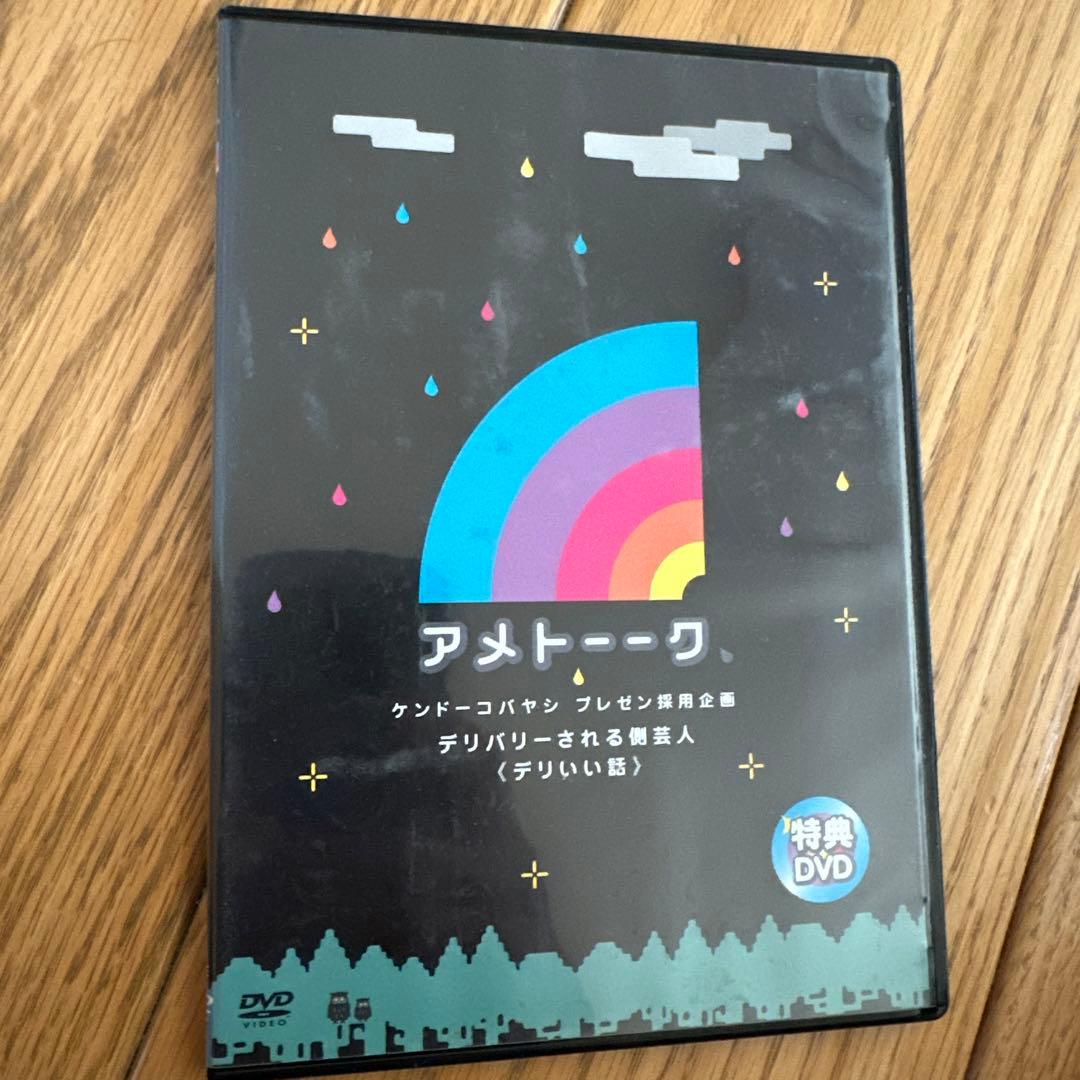 アメトーーク
ケンドーコバヤシ プレゼン採用企画
デリバリーされる側芸人
《デリいい話》
特典
DVD
DVD
VIDEO